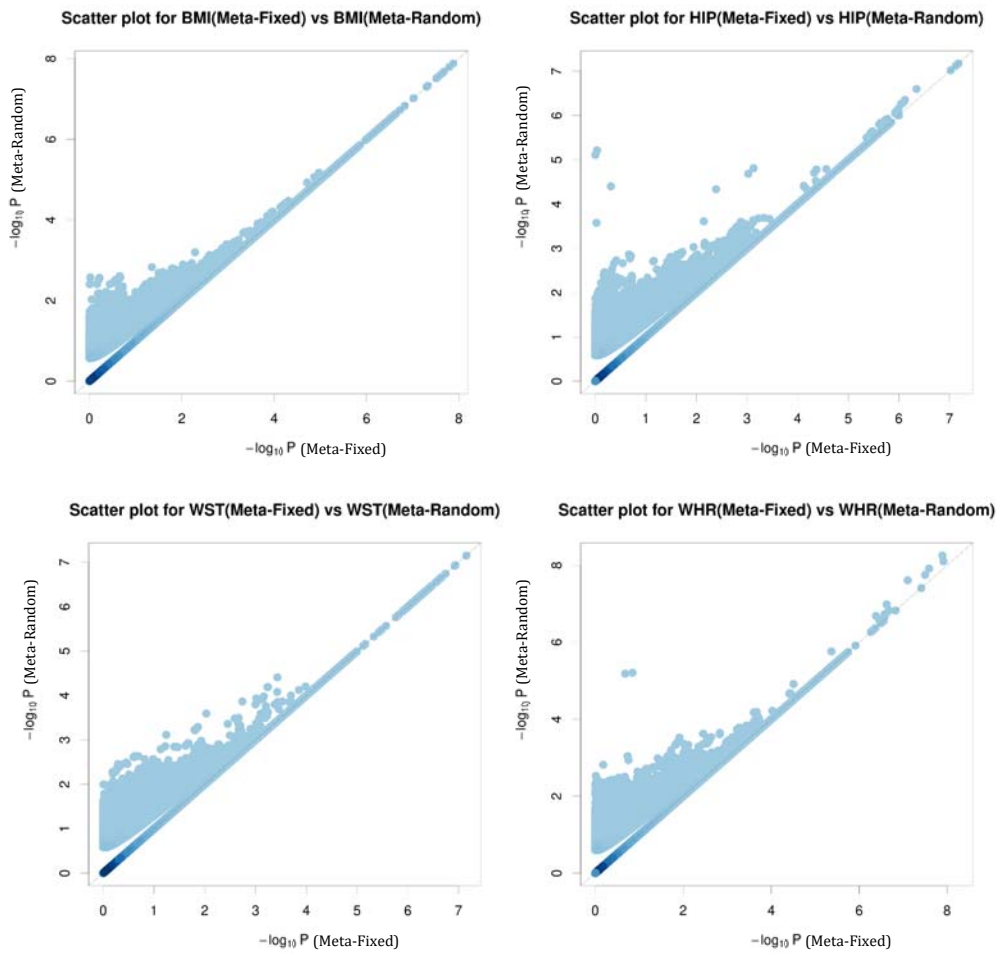 Scatter plot for BMI(Meta-Fixed) vs BMI(Meta-Random)
−log₁₀ P (Meta-Random)
8
6
4
2
0
0 2 4 6 8
−log₁₀ P (Meta-Fixed)
Scatter plot for HIP(Meta-Fixed) vs HIP(Meta-Random)
−log₁₀ P (Meta-Random)
7
6
5
4
3
2
1
0
0 1 2 3 4 5 6 7
−log₁₀ P (Meta-Fixed)
Scatter plot for WST(Meta-Fixed) vs WST(Meta-Random)
−log₁₀ P (Meta-Random)
7
6
5
4
3
2
1
0
0 1 2 3 4 5 6 7
−log₁₀ P (Meta-Fixed)
Scatter plot for WHR(Meta-Fixed) vs WHR(Meta-Random)
−log₁₀ P (Meta-Random)
8
6
4
2
0
0 2 4 6 8
−log₁₀ P (Meta-Fixed)